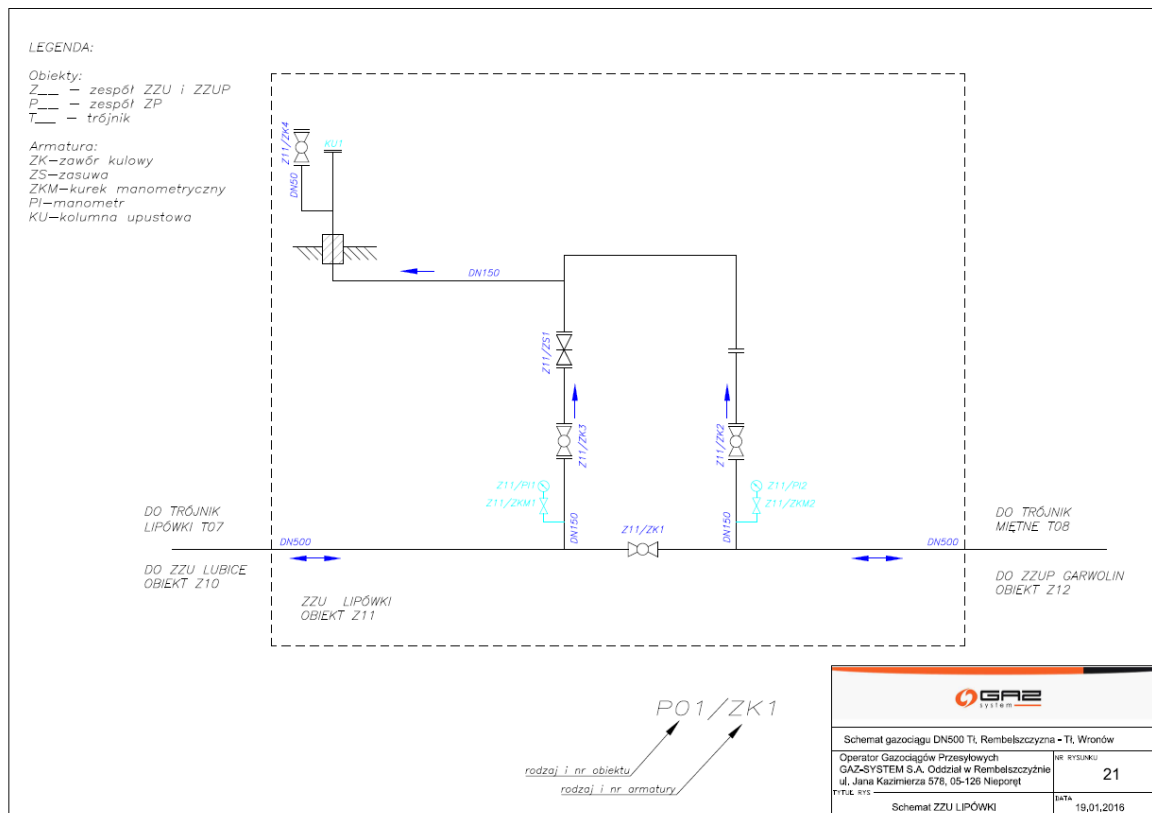 LEGENDA:
Obiekty:
Z__ – zespół ZZU i ZZUP
P__ – zespół ZP
T__ – trójnik
Armatura:
ZK–zawór kulowy
ZS–zasuwa
ZKM–kurek manometryczny
PI–manometr
KU–kolumna upustowa
Z11/ZK4
KU1
DN50
DN150
Z11/ZS1
Z11/ZK3
Z11/ZK2
Z11/PI1
Z11/ZKM1
Z11/PI2
Z11/ZKM2
DN150
DN150
Z11/ZK1
DO TRÓJNIK
LIPÓWKI T07
DN500
DO ZZU LUBICE
OBIEKT Z10
ZZU LIPÓWKI
OBIEKT Z11
DO TRÓJNIK
MIĘTNE T08
DN500
DO ZZUP GARWOLIN
OBIEKT Z12
P01/ZK1
rodzaj i nr obiektu
rodzaj i nr armatury
GAZ
system
Schemat gazociągu DN500 Tł, Rembelszczyzna - Tł, Wronów
Operator Gazociągów Przesyłowych
GAZ-SYSTEM S.A. Oddział w Rembelszczyźnie
ul, Jana Kazimierza 578, 05-126 Nieporęt
NR RYSUNKU
21
TYTUŁ RYS
Schemat ZZU LIPÓWKI
DATA
19,01,2016